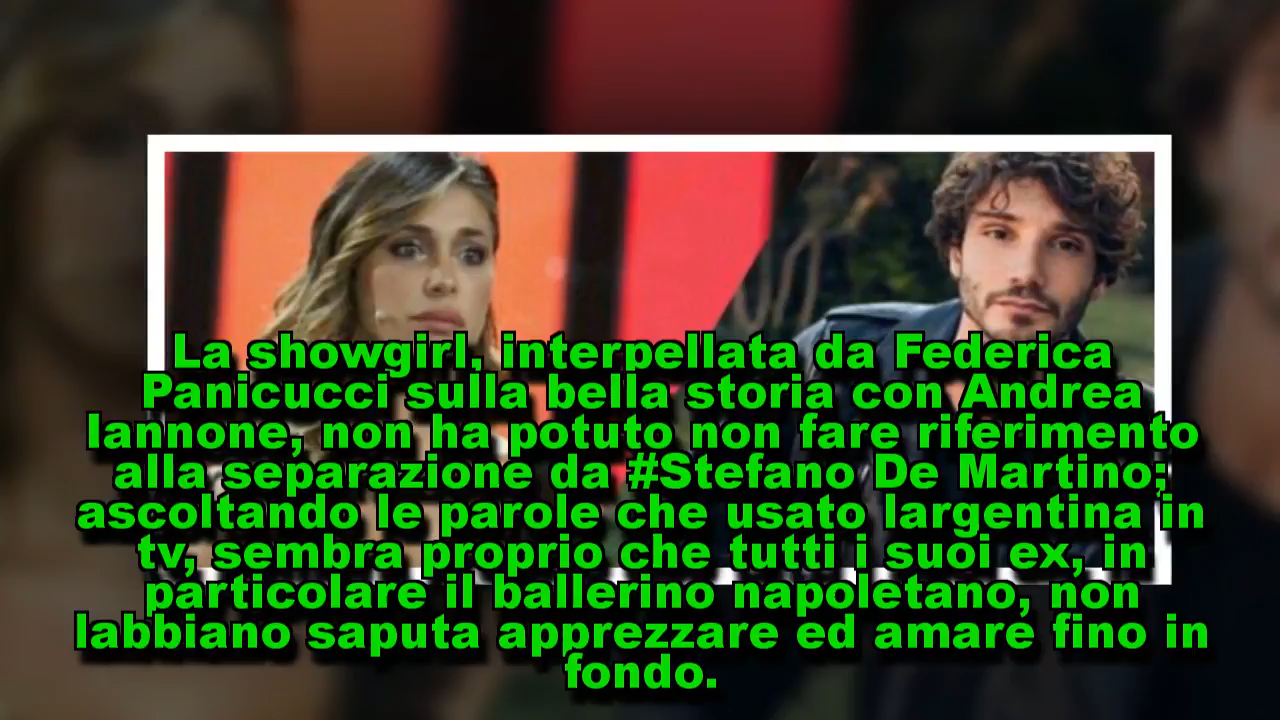 La showgirl, interpellata da Federica
Panicucci sulla bella storia con Andrea
Iannone, non ha potuto non fare riferimento
alla separazione da #Stefano De Martino;
ascoltando le parole che usato largentina in
tv, sembra proprio che tutti i suoi ex, in
particolare il ballerino napoletano, non
labbiano saputa apprezzare ed amare fino in
fondo.